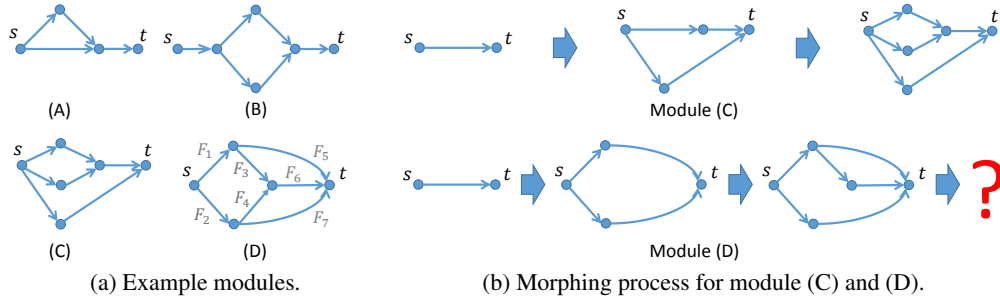 s
t
(A)
s
t
(B)
s
t
(C)
s
F1
F2
F3
F4
F5
F6
F7
t
(D)
(a) Example modules.
s
t
s
t
Module (C)
s
t
s
t
s
t
s
t
?
Module (D)
(b) Morphing process for module (C) and (D).